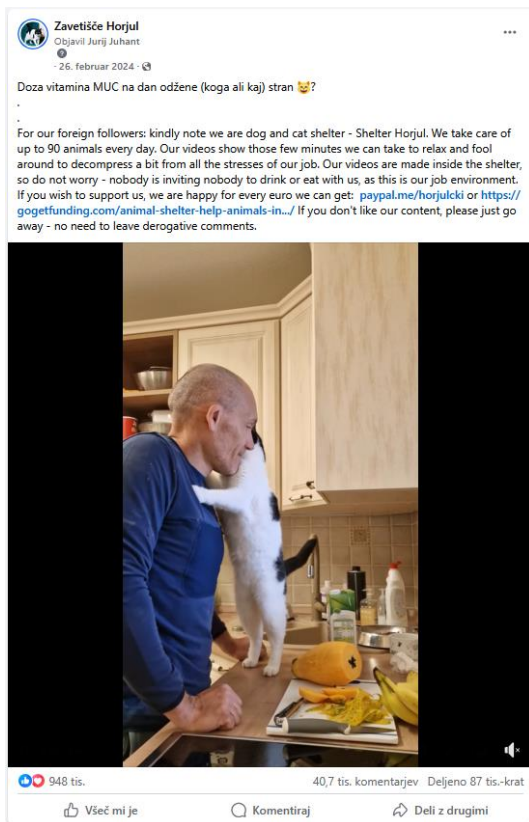 Zavetišče Horjul
Objavil Jurij Juhant
· 26. februar 2024 ·
Doza vitamina MUC na dan odžene (koga ali kaj) stran 😹?
.
.
For our foreign followers: kindly note we are dog and cat shelter - Shelter Horjul. We take care of
up to 90 animals every day. Our videos show those few minutes we can take to relax and fool
around to decompress a bit from all the stresses of our job. Our videos are made inside the shelter,
so do not worry - nobody is inviting nobody to drink or eat with us, as this is our job environment.
If you wish to support us, we are happy for every euro we can get: paypal.me/horjulcki or https://
gogetfunding.com/animal-shelter-help-animals-in.../ If you don't like our content, please just go
away - no need to leave derogative comments.
948 tis.
40,7 tis. komentarjev Deljeno 87 tis.-krat
Všeč mi je Komentiraj Deli z drugimi